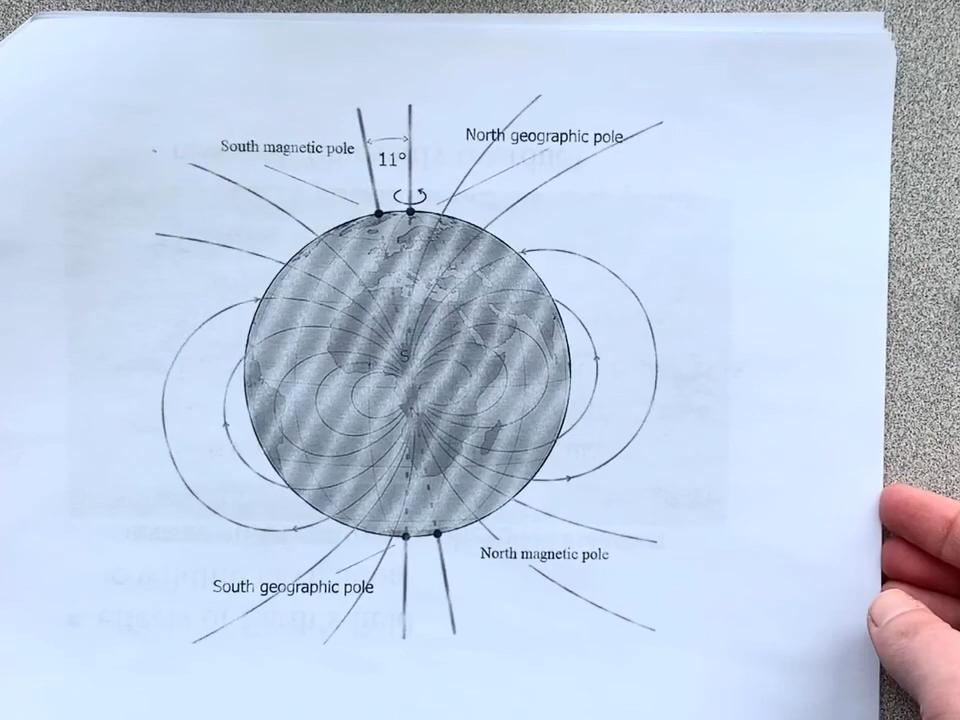 South magnetic pole
North geographic pole
11°
S
North magnetic pole
South geographic pole